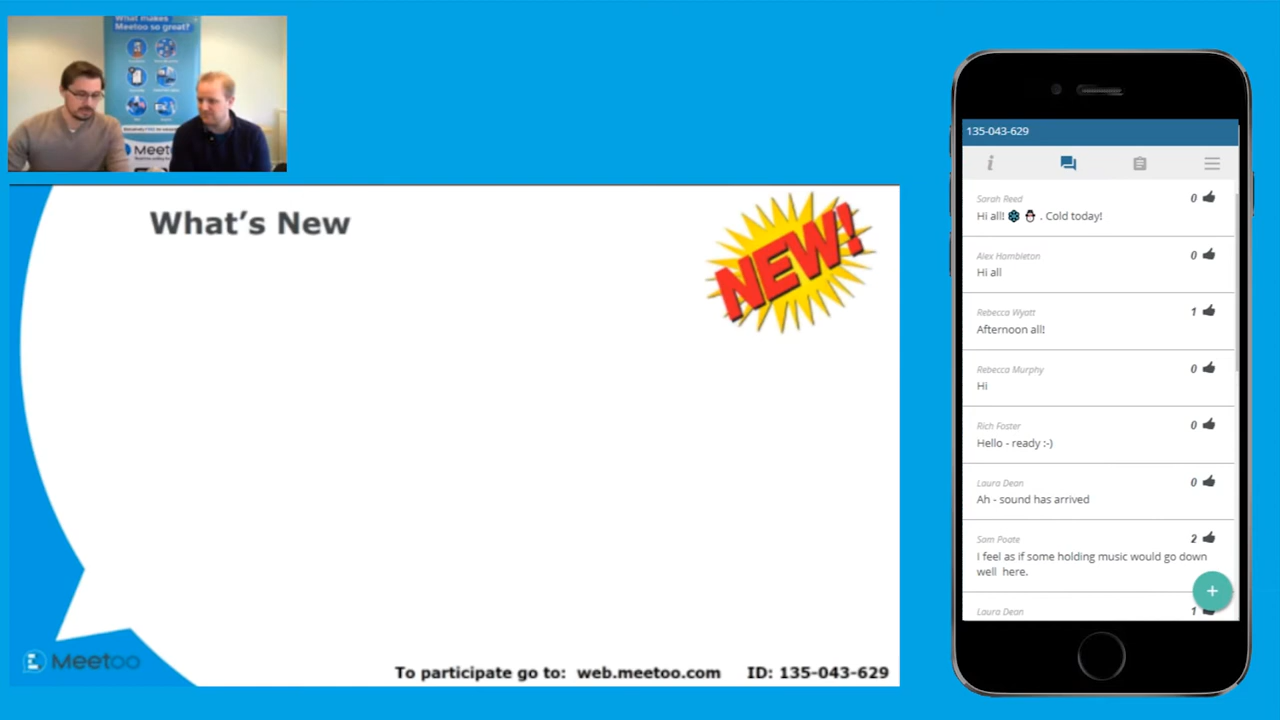 What makes
Meetoo so great?
Meetoo
What's New
NEW!
Meetoo
To participate go to: web.meetoo.com ID: 135-043-629
135-043-629
Sarah Reed
0
Hi all! ❄️ ⛄ . Cold today!
Alex Hambleton
0
Hi all
Rebecca Wyatt
1
Afternoon all!
Rebecca Murphy
0
Hi
Rich Foster
0
Hello - ready :-)
Laura Dean
0
Ah - sound has arrived
Sam Poate
2
I feel as if some holding music would go down
well here.
Laura Dean
1